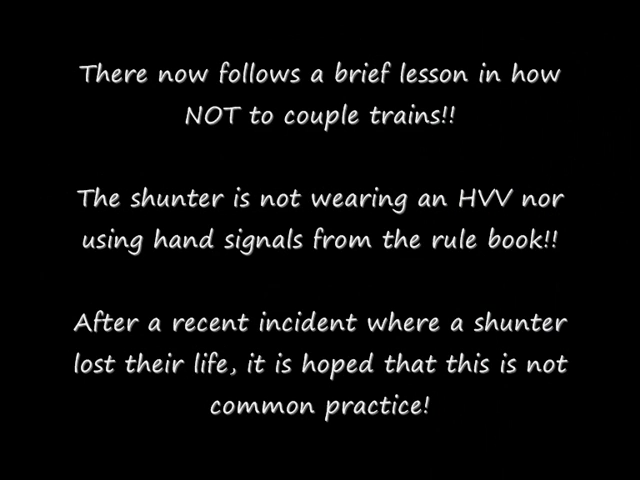 There now follows a brief lesson in how
NOT to couple trains!!
The shunter is not wearing an HVV nor
using hand signals from the rule book!!
After a recent incident where a shunter
lost their life, it is hoped that this is not
common practice!